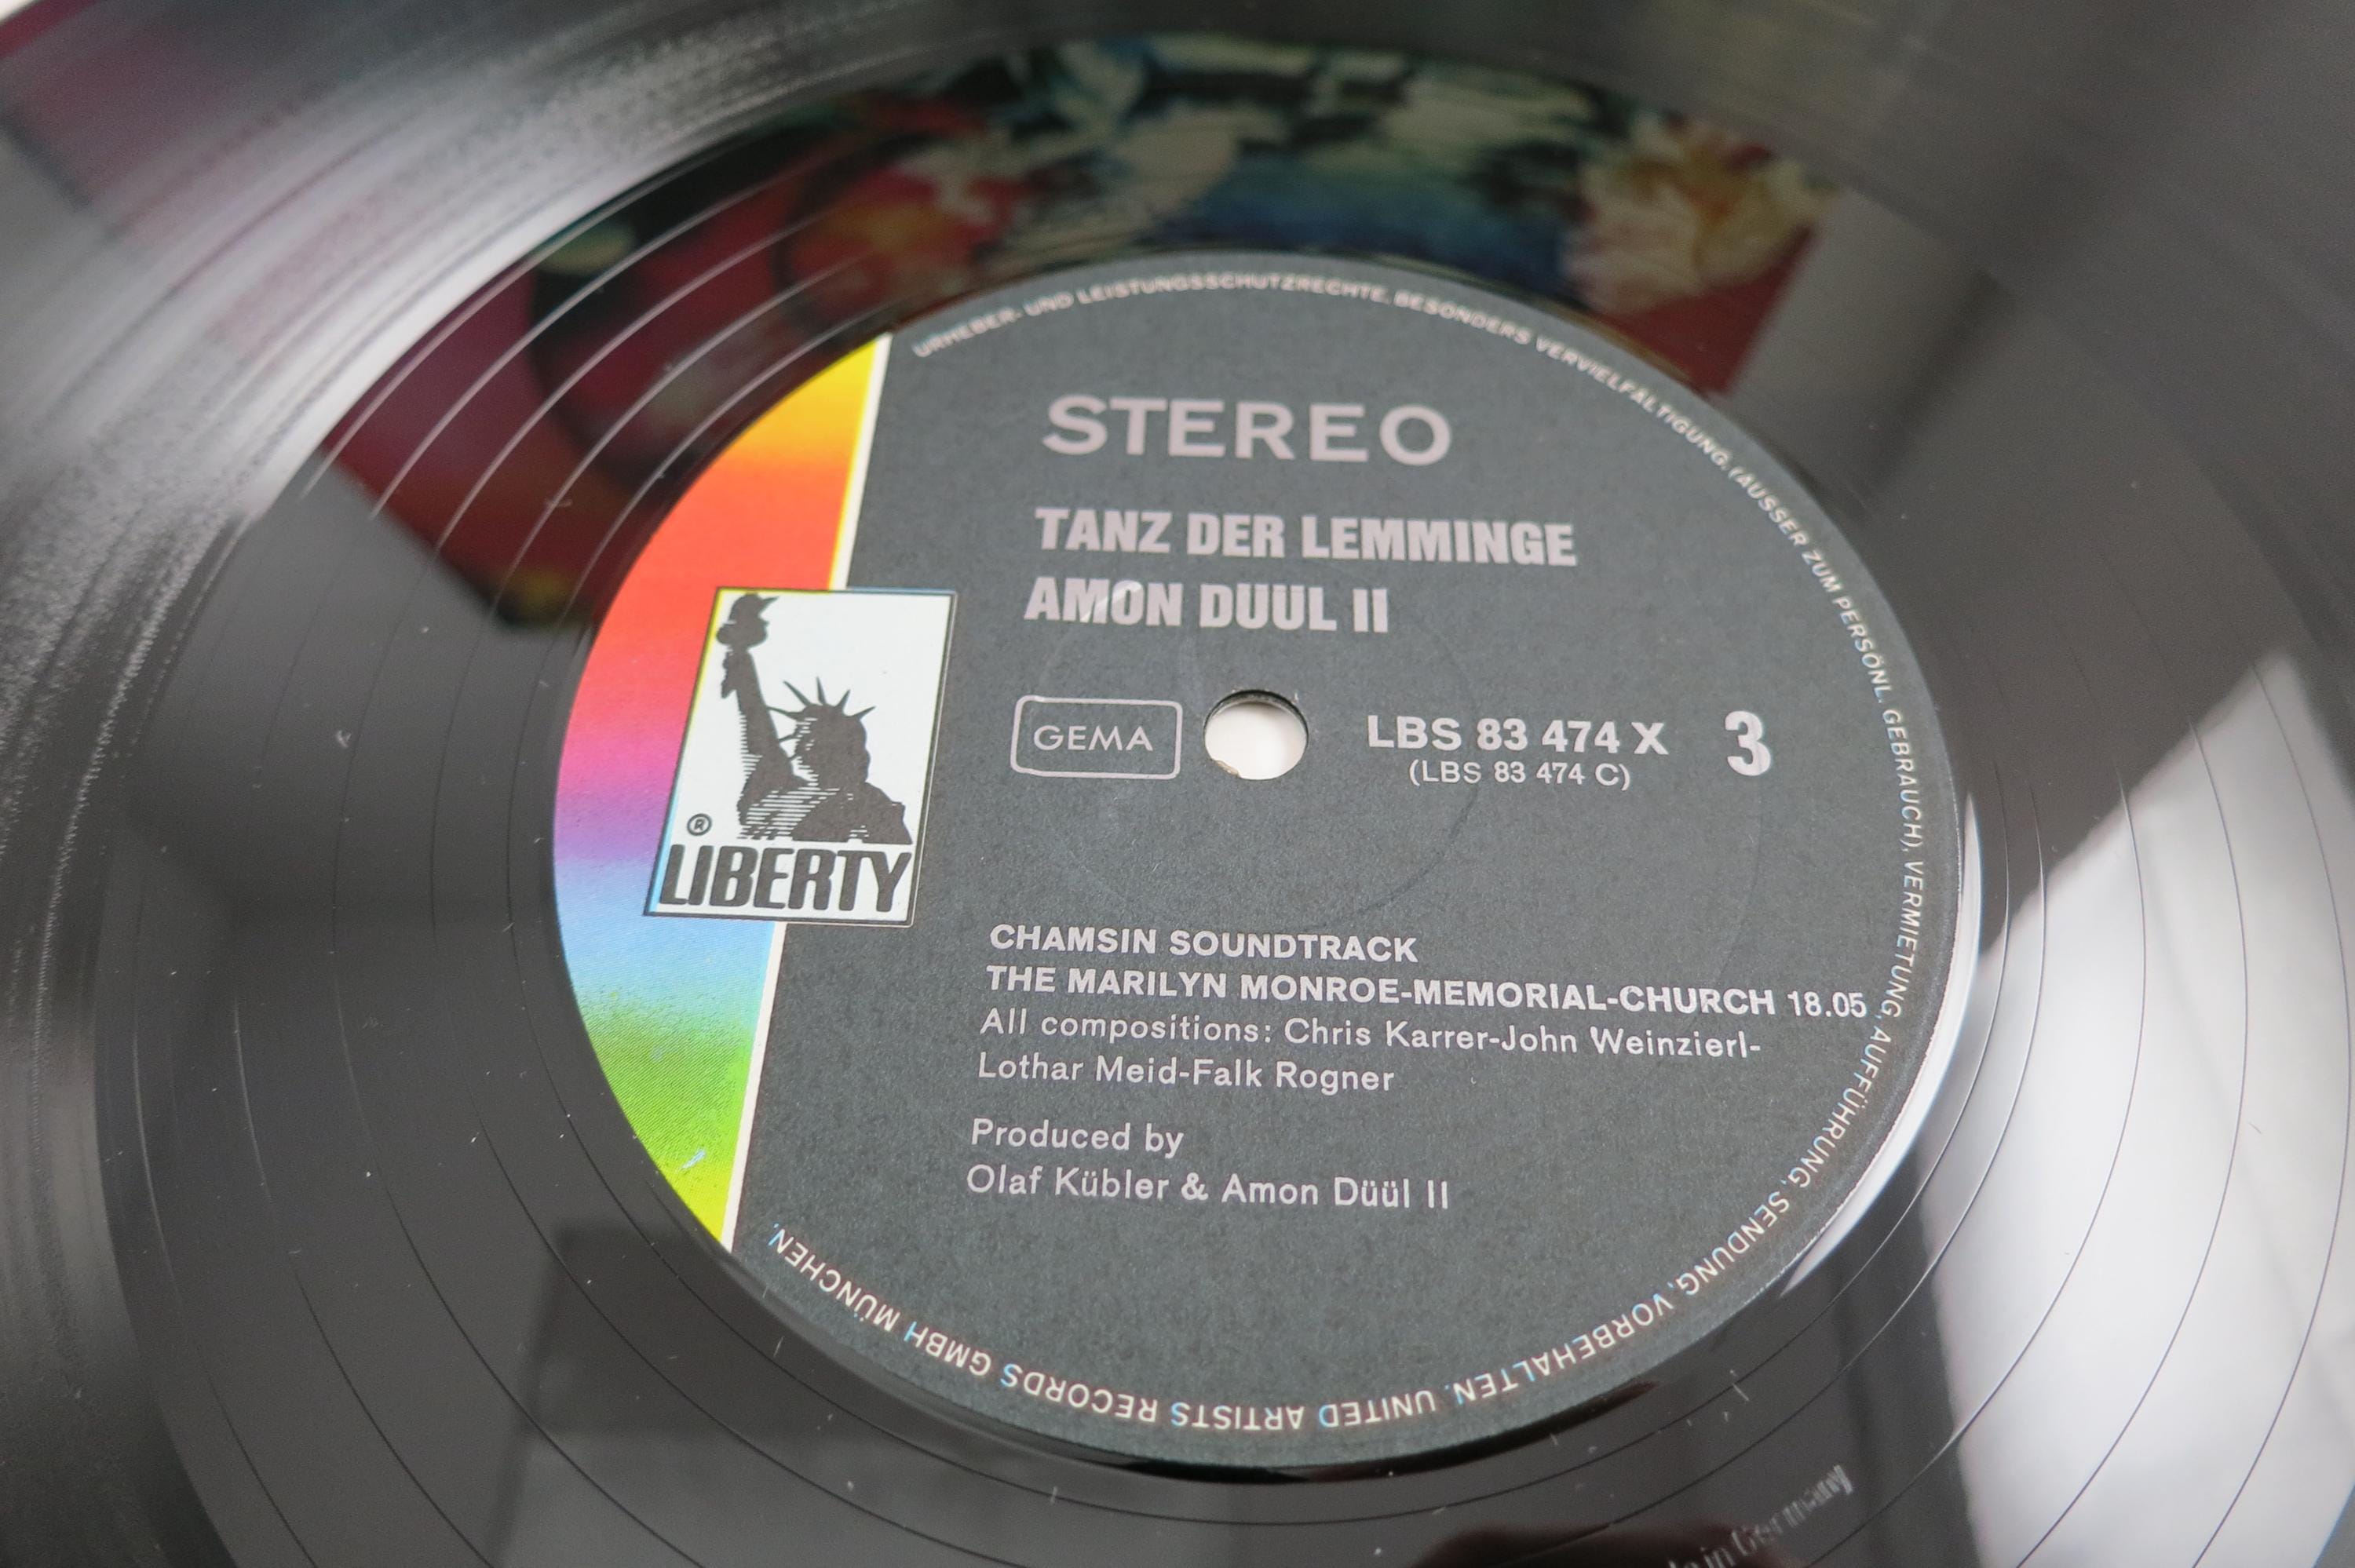 URHEBER- UND LEISTUNGSSCHUTZRECHTE, BESONDERS VERVIELFÄLTIGUNG, (AUSSER ZUM PERSÖNL. GEBRAUCH), VERMIETUNG, AUFFÜHRUNG, SENDUNG, VORBEHALTEN. UNITED ARTISTS RECORDS GMBH MÜNCHEN.
STEREO
TANZ DER LEMMINGE
AMON DUUL II
GEMA
LBS 83 474 X 3
(LBS 83 474 C)
® LIBERTY
CHAMSIN SOUNDTRACK
THE MARILYN MONROE-MEMORIAL-CHURCH 18.05
All compositions: Chris Karrer-John Weinzierl-
Lothar Meid-Falk Rogner
Produced by
Olaf Kübler & Amon Düül II
in Germany